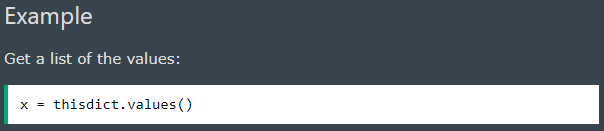 Example
Get a list of the values:
x = thisdict.values()